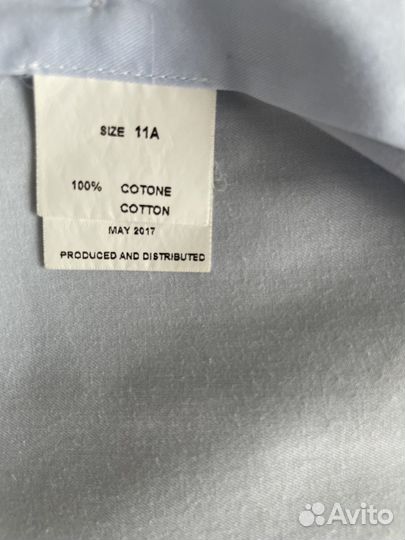 SIZE 11A
100% COTONE
COTTON
MAY 2017
PRODUCED AND DISTRIBUTED
Avito